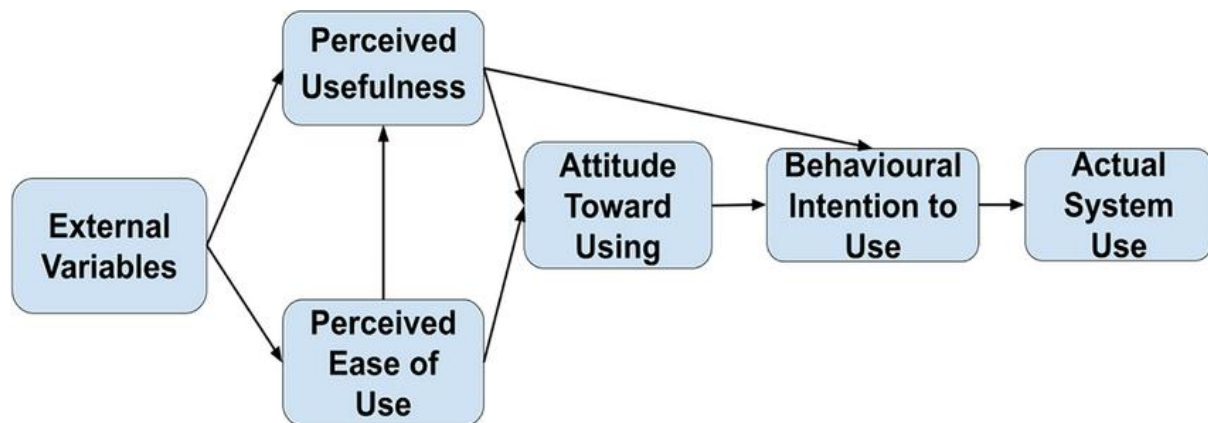 External
Variables
Perceived
Usefulness
Perceived
Ease of
Use
Attitude
Toward
Using
Behavioural
Intention to
Use
Actual
System
Use